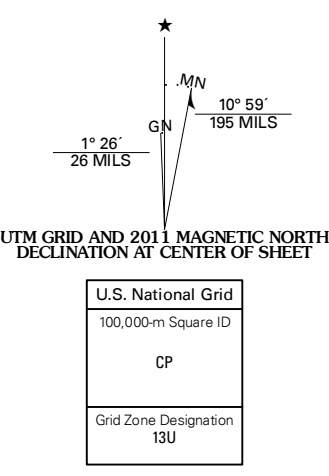 ★
MN
GN
10° 59´
195 MILS
1° 26´
26 MILS
UTM GRID AND 2011 MAGNETIC NORTH
DECLINATION AT CENTER OF SHEET
U.S. National Grid
100,000-m Square ID
CP
Grid Zone Designation
13U